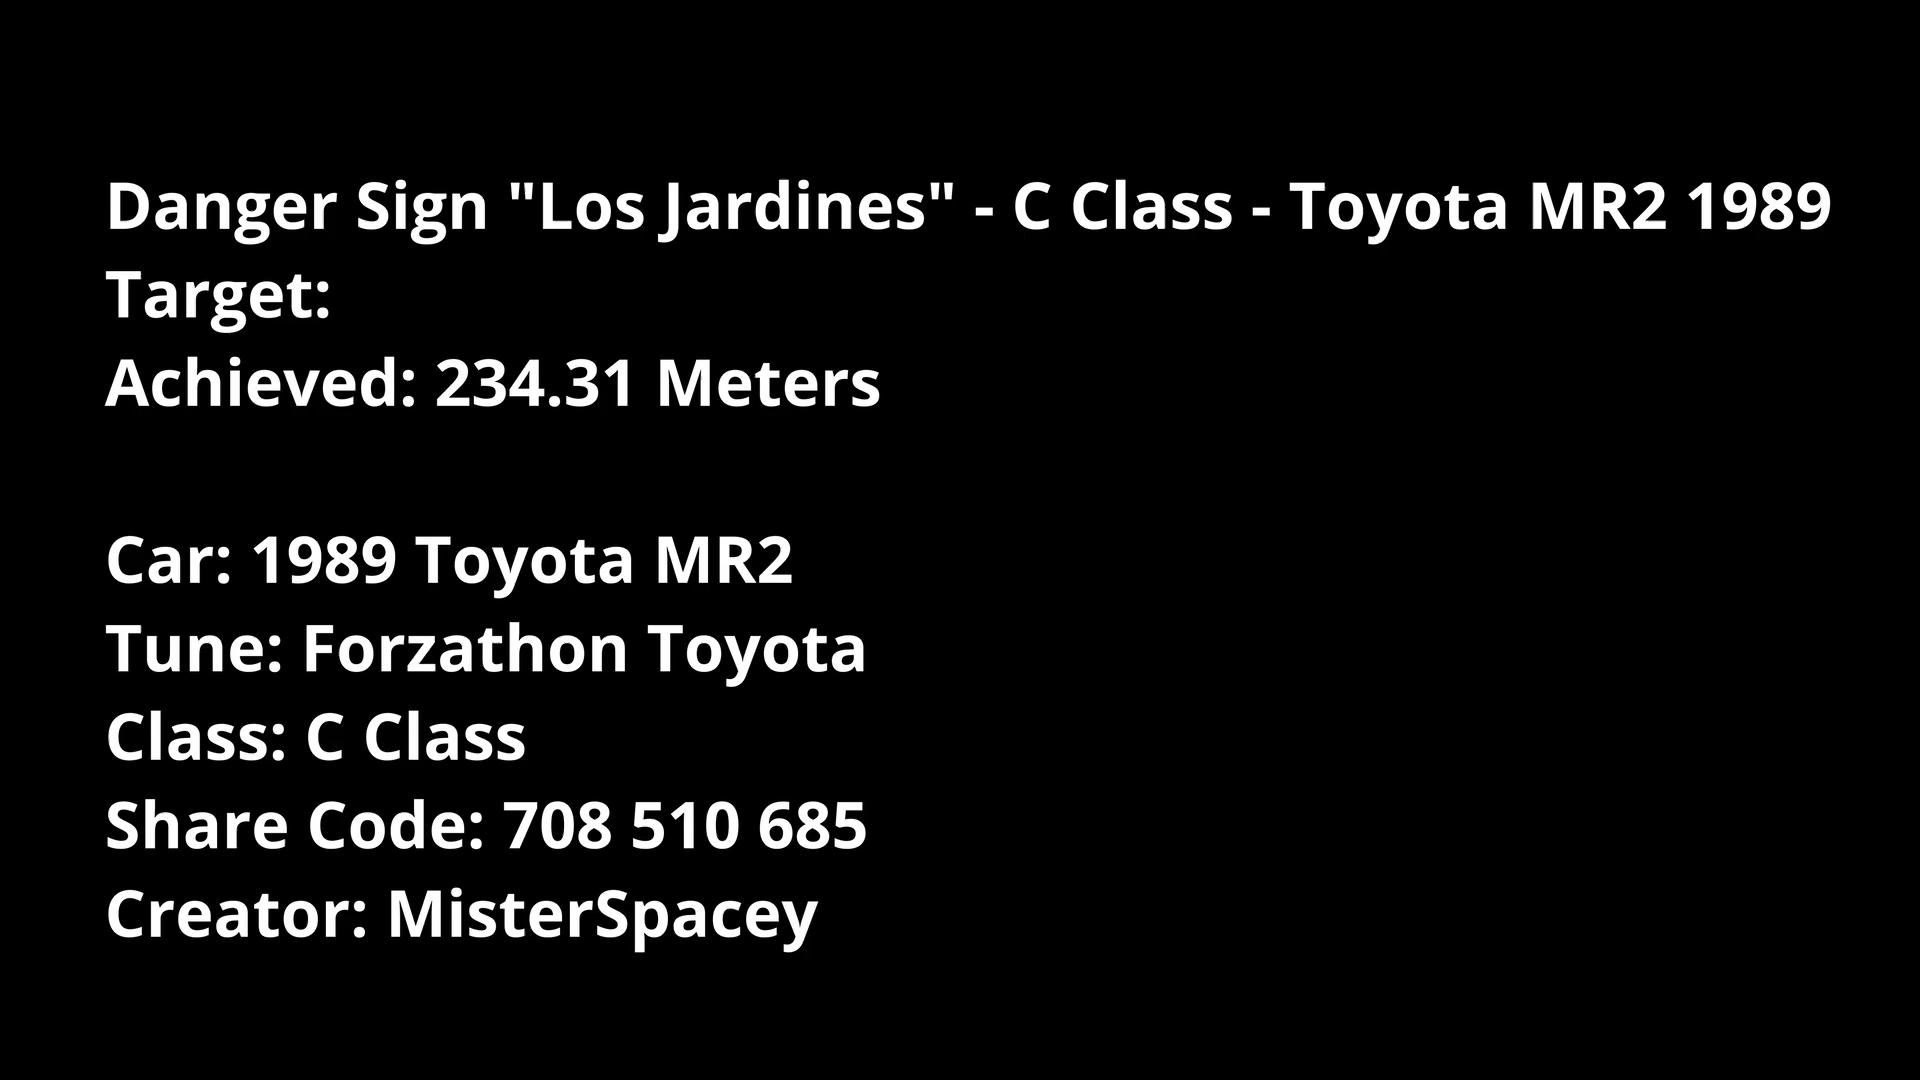 Danger Sign "Los Jardines" - C Class - Toyota MR2 1989
Target:
Achieved: 234.31 Meters
Car: 1989 Toyota MR2
Tune: Forzathon Toyota
Class: C Class
Share Code: 708 510 685
Creator: MisterSpacey